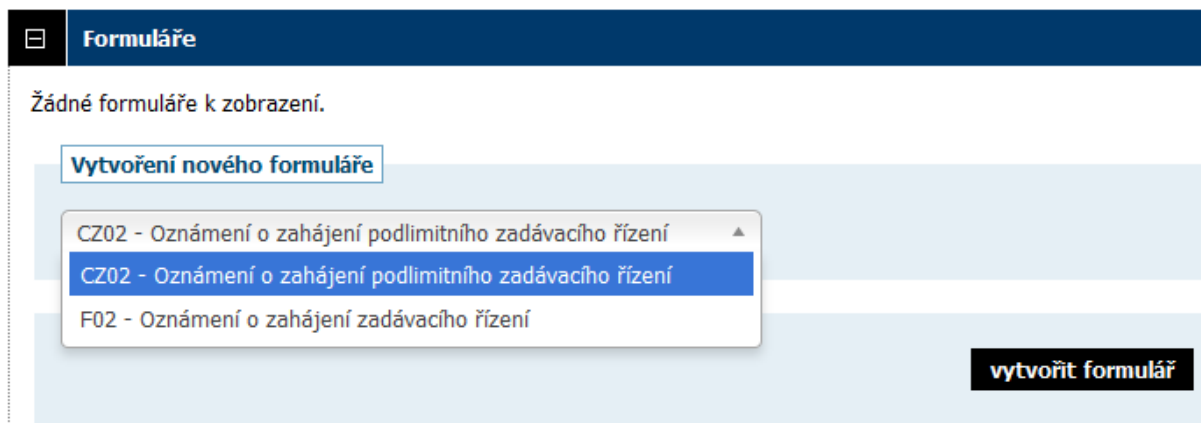 Formuláře
Žádné formuláře k zobrazení.
Vytvoření nového formuláře
CZ02 - Oznámení o zahájení podlimitního zadávacího řízení
CZ02 - Oznámení o zahájení podlimitního zadávacího řízení
F02 - Oznámení o zahájení zadávacího řízení
vytvořit formulář